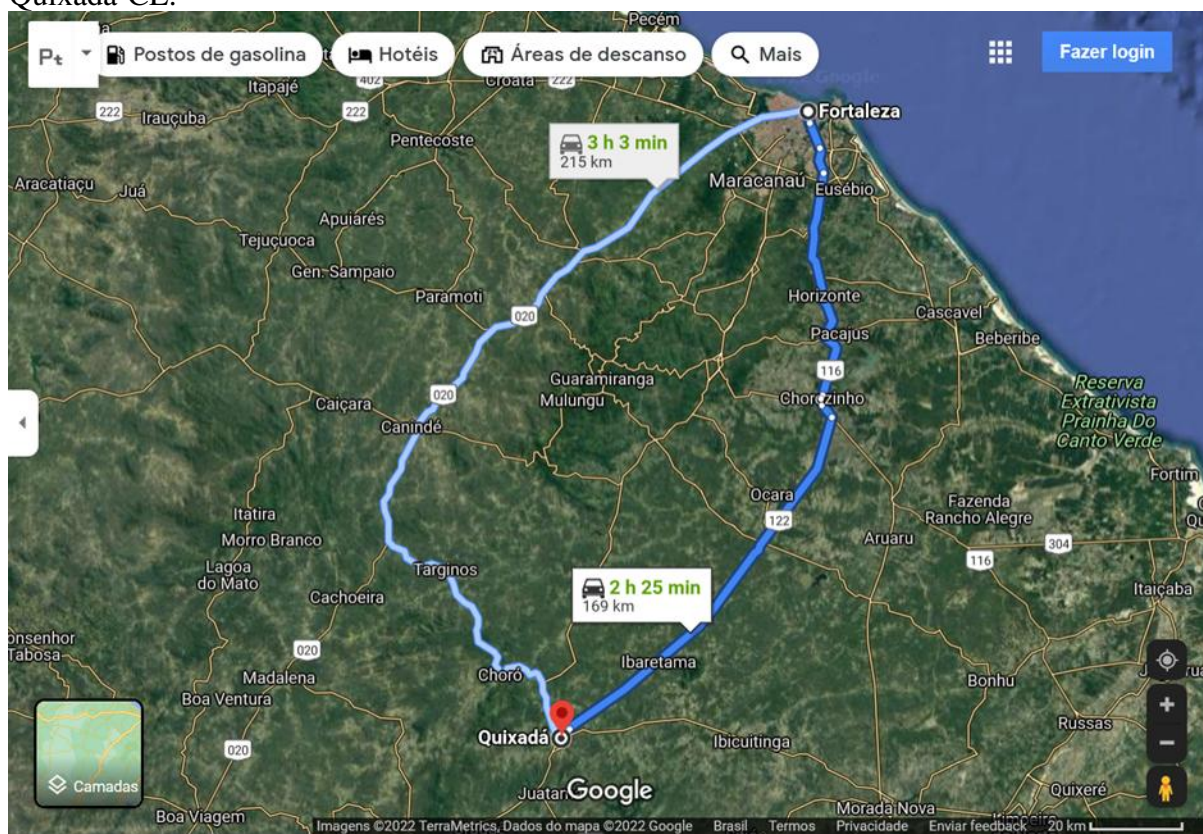 Quixadá-CE.
Pecém
Postos de gasolina
Hotéis
Áreas de descanso
Mais
Fazer login
Croatá
222
402
Itapajé
222
Irauçuba
222
Pentecoste
Fortaleza
3 h 3 min
215 km
Aracatiaçu
Juá
Maracanaú
Eusébio
Apuiarés
Tejuçuoca
Gen. Sampaio
Paramoti
020
Horizonte
Cascavel
Pacajus
Beberibe
116
Guaramiranga
Mulungu
020
Caiçara
Chorozinho
Reserva
Extrativista
Prainha Do
Canto Verde
Canindé
Fortim
Ocara
122
Fazenda
Rancho Alegre
Itatira
Morro Branco
Aruaru
304
116
Lagoa
do Mato
Targinos
Cachoeira
2 h 25 min
169 km
Itaiçaba
Tabosa
020
Madalena
Boa Ventura
Choró
Ibaretama
Bonhu
Russas
Quixadá
Ibicuitinga
020
Camadas
Google
Quixeré
Boa Viagem
Morada Nova
Imagens ©2022 TerraMetrics, Dados do mapa ©2022 Google
Brasil
Termos
Privacidade
Enviar feedback
20 km